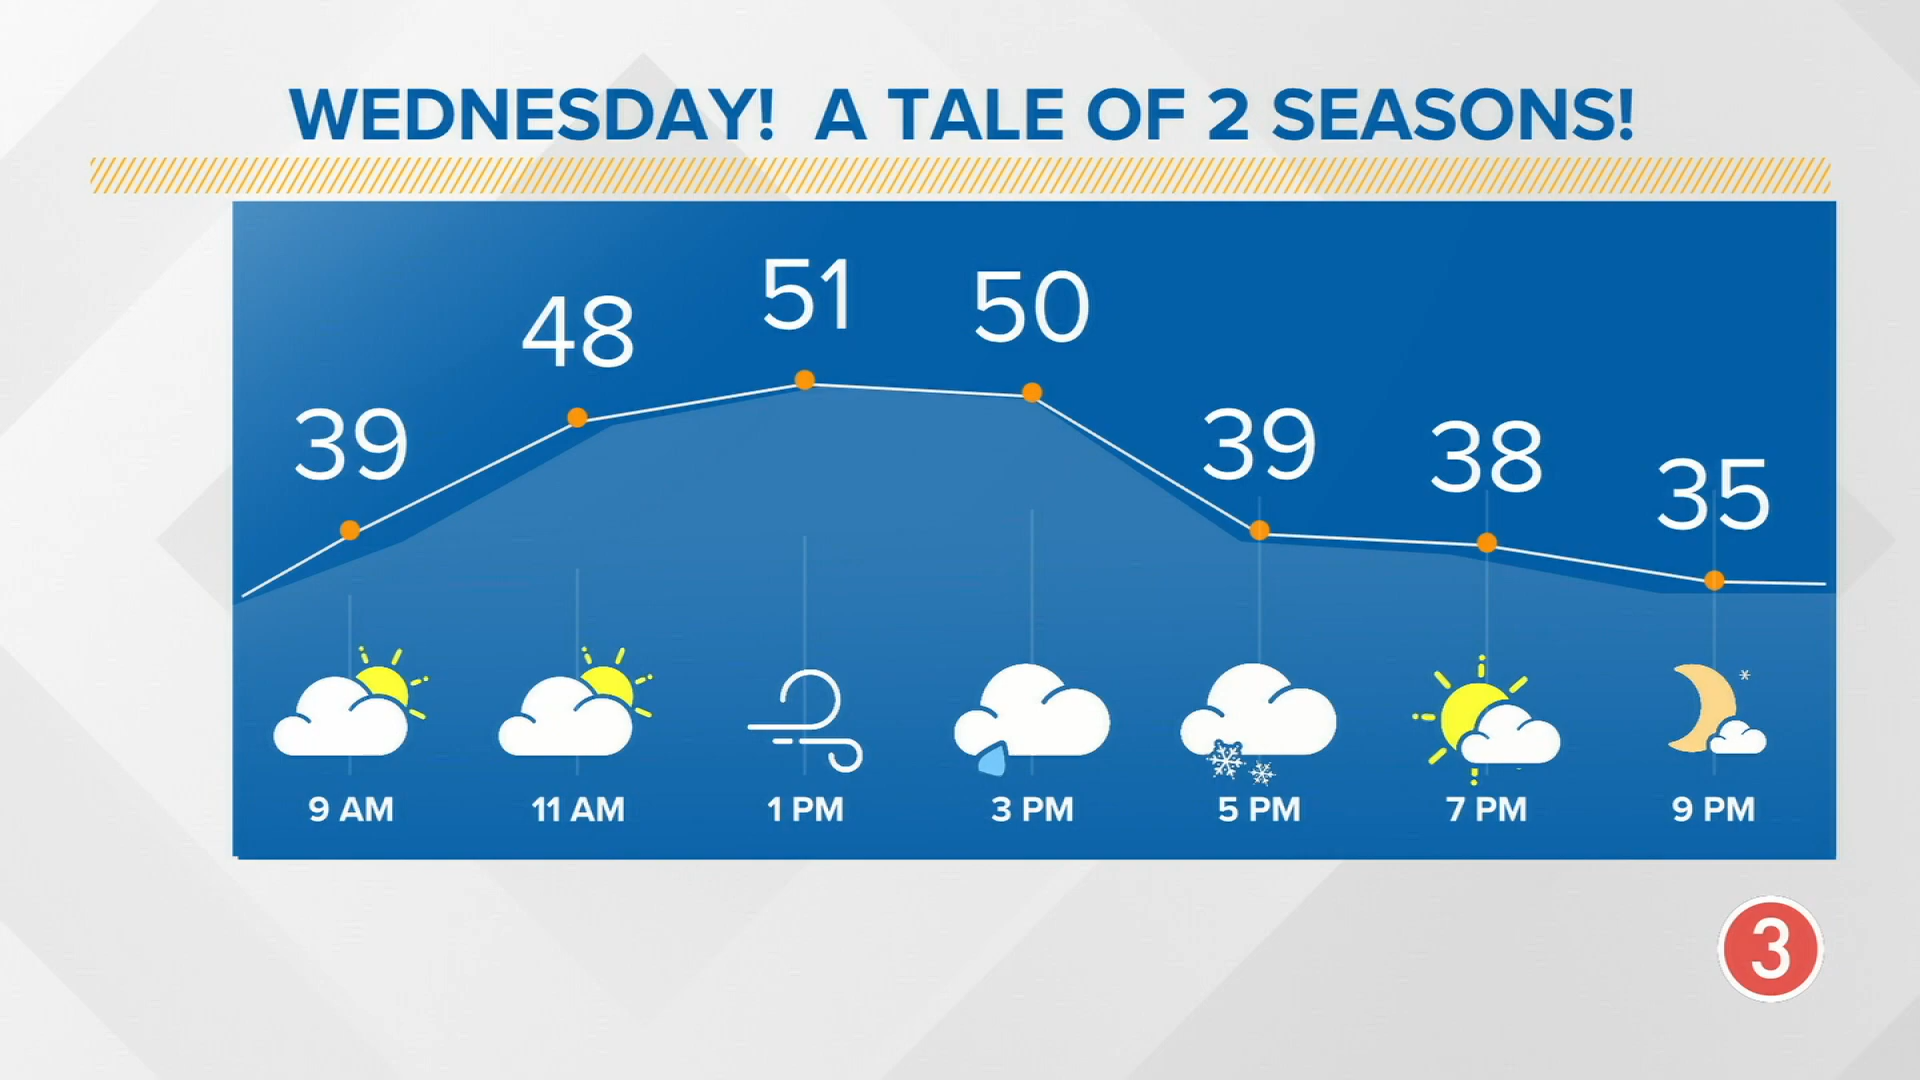 WEDNESDAY! A TALE OF 2 SEASONS!
39 48 51 50 39 38 35
9 AM 11 AM 1 PM 3 PM 5 PM 7 PM 9 PM
3